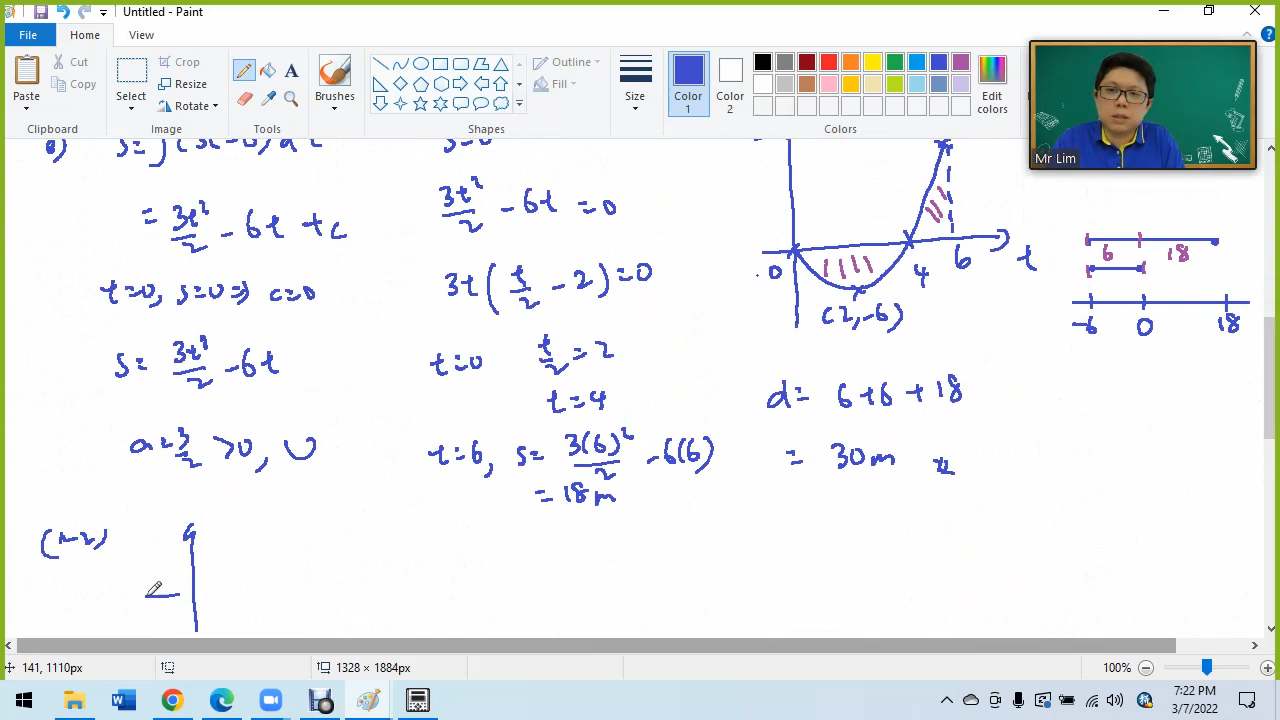 Untitled - Paint
File
Home
View
Paste
Cut
Copy
Clipboard
Select
Crop
Resize
Rotate
Image
Tools
Brushes
Shapes
Outline
Fill
Size
Color 1
Color 2
Edit colors
Colors
Mr Lim
= 3t²/2 - 6t + c
t=0, s=0 => c=0
s = 3t²/2 - 6t
a = 3/2 >0, ∪
s=0
3t²/2 - 6t = 0
3t(t/2 - 2) = 0
t=0 t/2 = 2
t=4
t=6, s= 3(6)²/2 - 6(6)
= 18m
0
4
6
t
(2,-6)
d = 6+6+18
= 30m
6 18
-6 0 18
141, 1110px
1328 × 1884px
100%
7:22 PM
3/7/2022